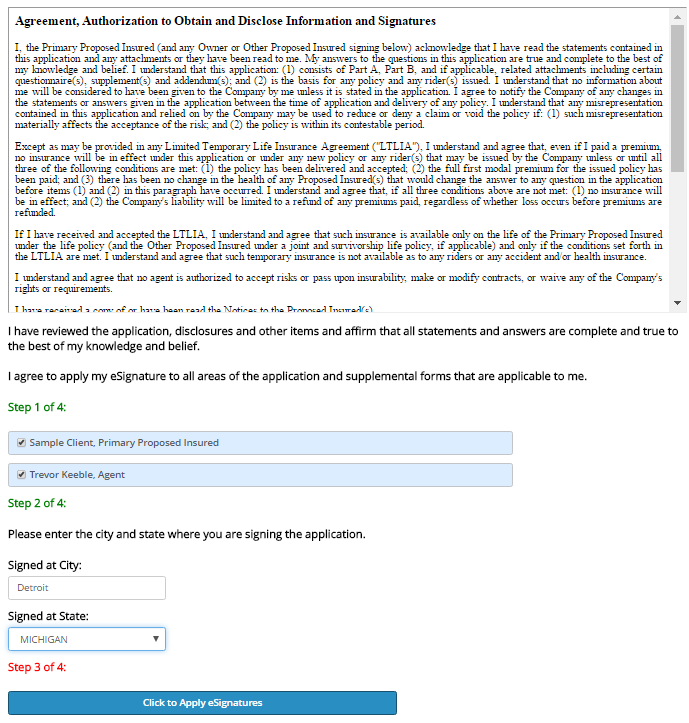 Agreement, Authorization to Obtain and Disclose Information and Signatures
I, the Primary Proposed Insured (and any Owner or Other Proposed Insured signing below) acknowledge that I have read the statements contained in
this application and any attachments or they have been read to me. My answers to the questions in this application are true and complete to the best of
my knowledge and belief. I understand that this application: (1) consists of Part A, Part B, and if applicable, related attachments including certain
questionnaire(s), supplement(s) and addendum(s); and (2) is the basis for any policy and any rider(s) issued. I understand that no information about
me will be considered to have been given to the Company by me unless it is stated in the application. I agree to notify the Company of any changes in
the statements or answers given in the application between the time of application and delivery of any policy. I understand that any misrepresentation
contained in this application and relied on by the Company may be used to reduce or deny a claim or void the policy if: (1) such misrepresentation
materially affects the acceptance of the risk; and (2) the policy is within its contestable period.
Except as may be provided in any Limited Temporary Life Insurance Agreement ("LTLIA"), I understand and agree that, even if I paid a premium,
no insurance will be in effect under this application or under any new policy or any rider(s) that may be issued by the Company unless or until all
three of the following conditions are met: (1) the policy has been delivered and accepted; (2) the full first modal premium for the issued policy has
been paid; and (3) there has been no change in the health of any Proposed Insured(s) that would change the answer to any question in the application
before items (1) and (2) in this paragraph have occurred. I understand and agree that, if all three conditions above are not met: (1) no insurance will
be in effect; and (2) the Company's liability will be limited to a refund of any premiums paid, regardless of whether loss occurs before premiums are
refunded.
If I have received and accepted the LTLIA, I understand and agree that such insurance is available only on the life of the Primary Proposed Insured
under the life policy (and the Other Proposed Insured under a joint and survivorship life policy, if applicable) and only if the conditions set forth in
the LTLIA are met. I understand and agree that such temporary insurance is not available as to any riders or any accident and/or health insurance.
I understand and agree that no agent is authorized to accept risks or pass upon insurability, make or modify contracts, or waive any of the Company's
rights or requirements.
I have received a copy of or have been read the Notices to the Proposed Insured(s)
I have reviewed the application, disclosures and other items and affirm that all statements and answers are complete and true to
the best of my knowledge and belief.
I agree to apply my eSignature to all areas of the application and supplemental forms that are applicable to me.
Step 1 of 4:
Sample Client, Primary Proposed Insured
Trevor Keeble, Agent
Step 2 of 4:
Please enter the city and state where you are signing the application.
Signed at City:
Detroit
Signed at State:
MICHIGAN
Step 3 of 4:
Click to Apply eSignatures